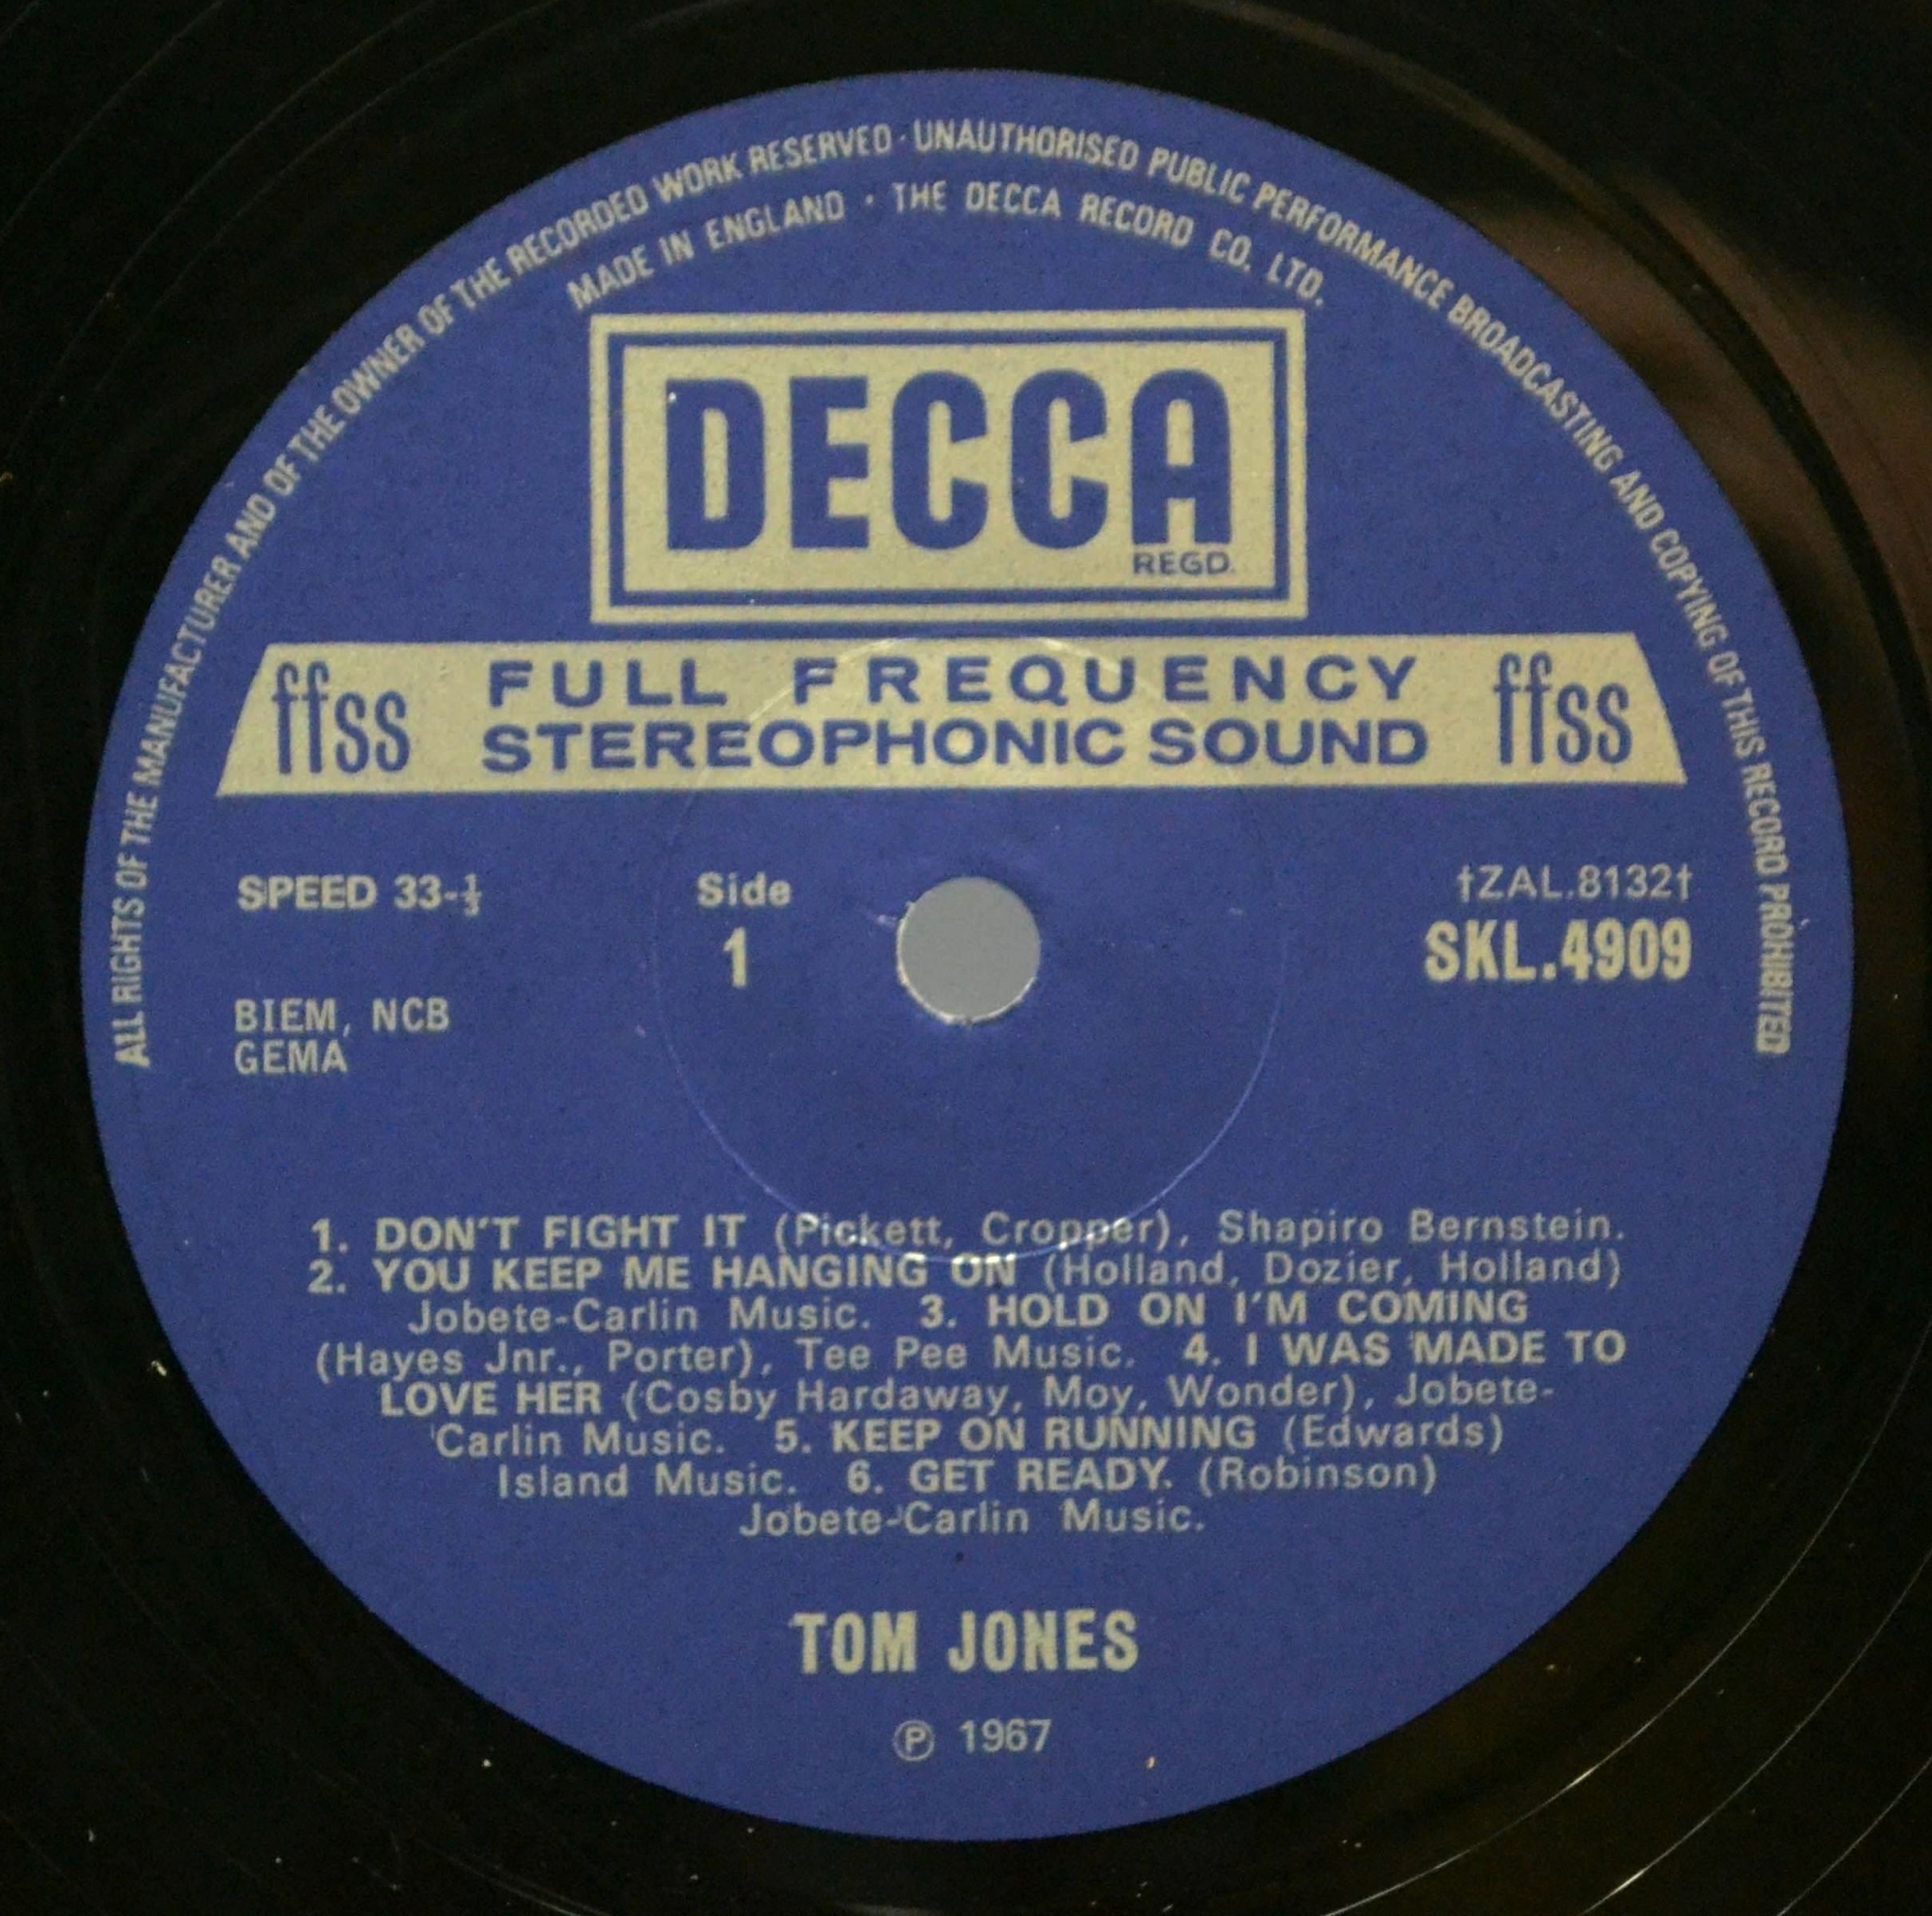 ALL RIGHTS OF THE MANUFACTURER AND OF THE OWNER OF THE RECORDED WORK RESERVED · UNAUTHORISED PUBLIC PERFORMANCE BROADCASTING AND COPYING OF THIS RECORD PROHIBITED
MADE IN ENGLAND · THE DECCA RECORD CO. LTD.
DECCA
REGD.
ffss FULL FREQUENCY ffss
STEREOPHONIC SOUND
SPEED 33-⅓
Side
1
†ZAL.8132†
SKL.4909
BIEM, NCB
GEMA
1. DON'T FIGHT IT (Pickett, Cropper), Shapiro Bernstein.
2. YOU KEEP ME HANGING ON (Holland, Dozier, Holland)
Jobete-Carlin Music. 3. HOLD ON I'M COMING
(Hayes Jnr., Porter), Tee Pee Music. 4. I WAS MADE TO
LOVE HER (Cosby Hardaway, Moy, Wonder), Jobete-
Carlin Music. 5. KEEP ON RUNNING (Edwards)
Island Music. 6. GET READY. (Robinson)
Jobete-Carlin Music.
TOM JONES
℗ 1967